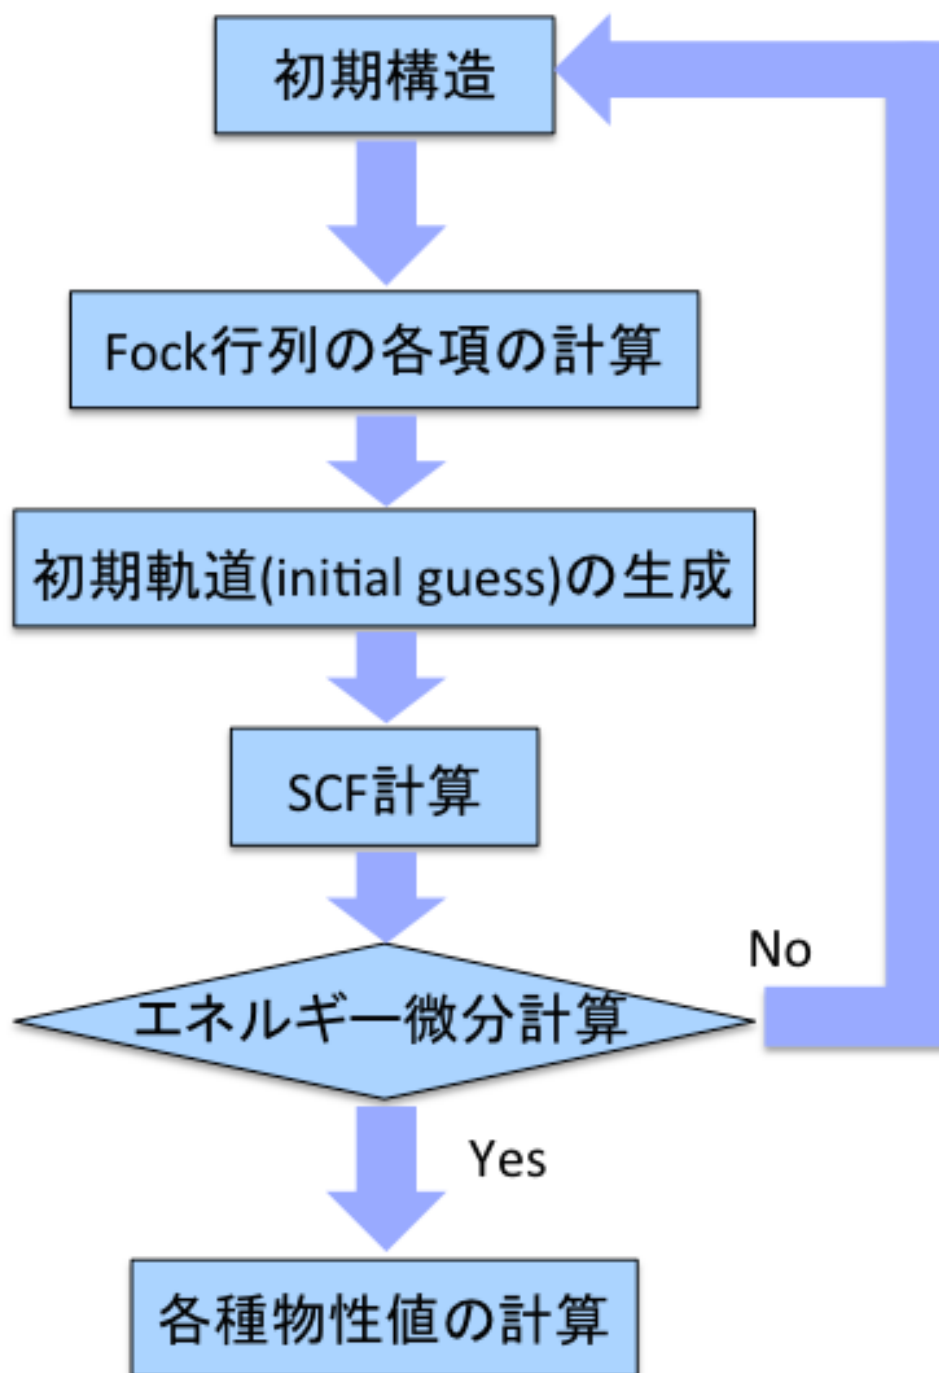 初期構造
Fock行列の各項の計算
初期軌道(initial guess)の生成
SCF計算
エネルギー微分計算
No
Yes
各種物性値の計算